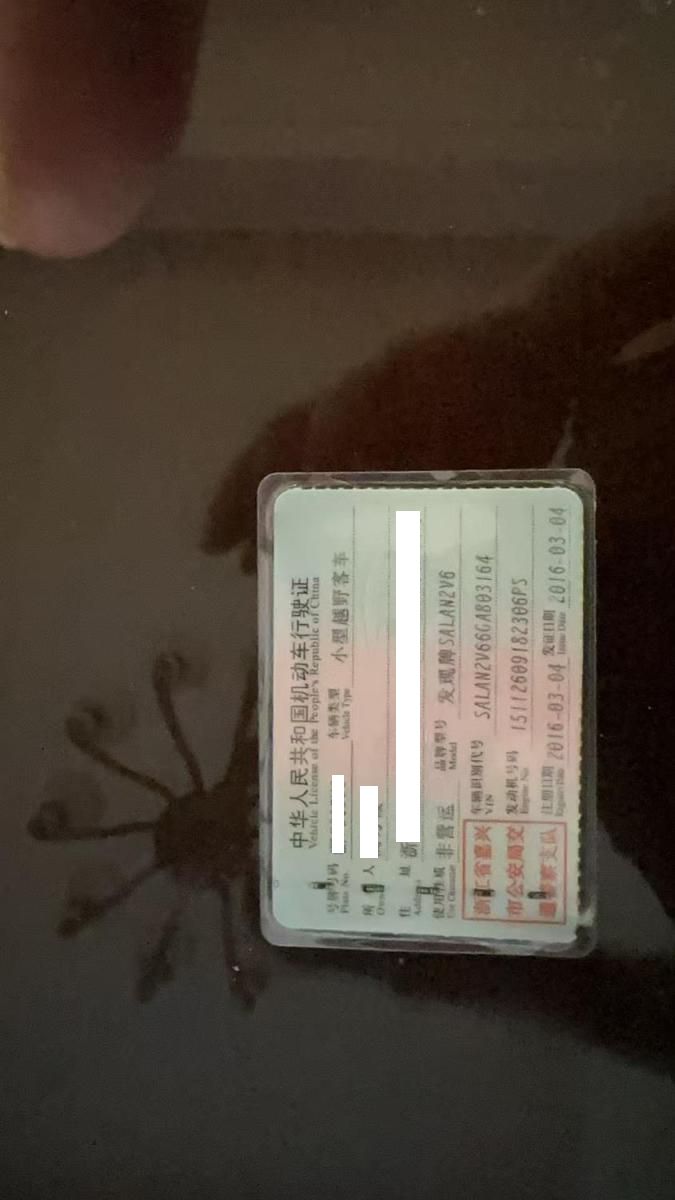 中华人民共和国机动车行驶证
Vehicle License of the People's Republic of China
号牌号码 车辆类型 小型越野客车
Plate No. Vehicle Type
所 人
Owner
住 址 浙
Address
使用性质 非营运 品牌型号 发现牌SALAN2V6
Use Character Model
浙江省嘉兴
市公安局交
通警察支队
车辆识别代号 SALAN2V66GA803164
VIN
发动机号码 15112609182306PS
Engine No.
注册日期 2016-03-04 发证日期 2016-03-04
Register Date Issue Date